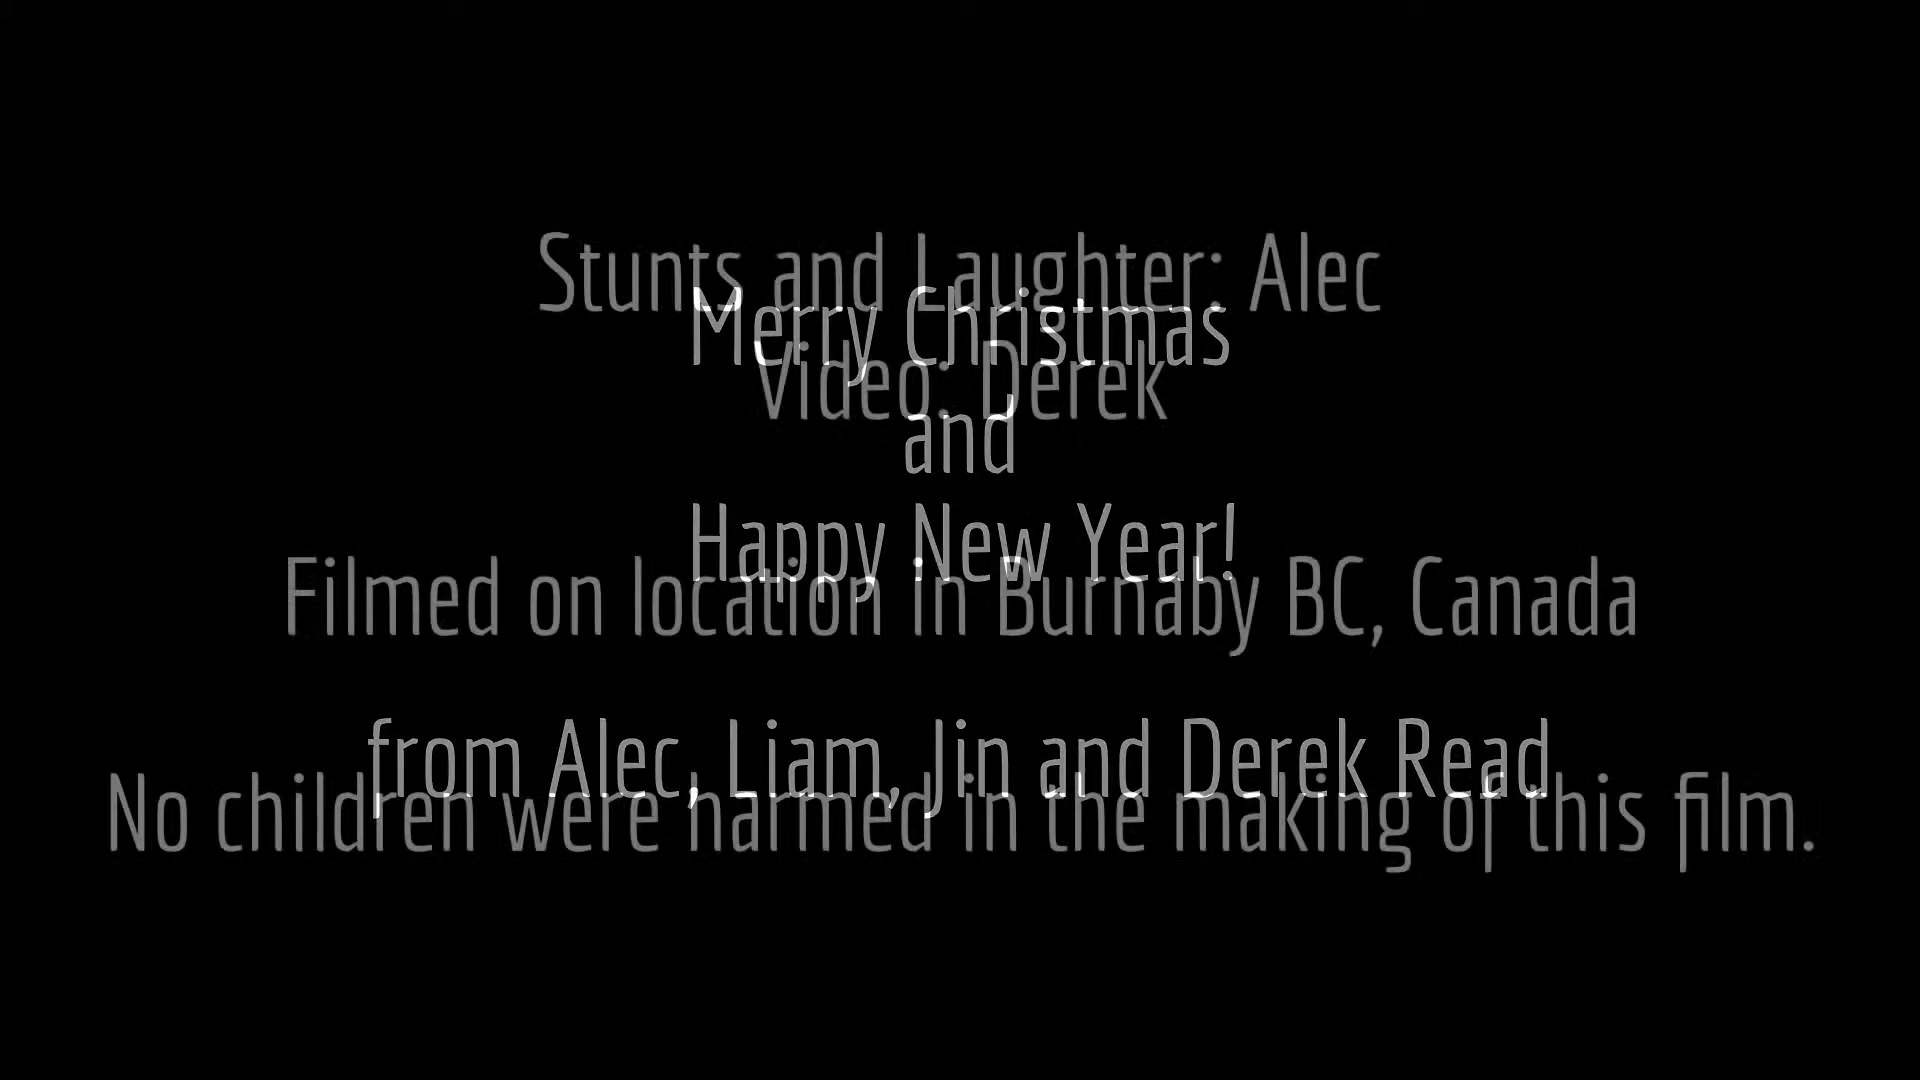 Stunts and Laughter: Alec
Merry Christmas
Video: Derek
and
Happy New Year!
Filmed on location in Burnaby BC, Canada
from Alec, Liam, Jin and Derek Read
No children were harmed in the making of this film.